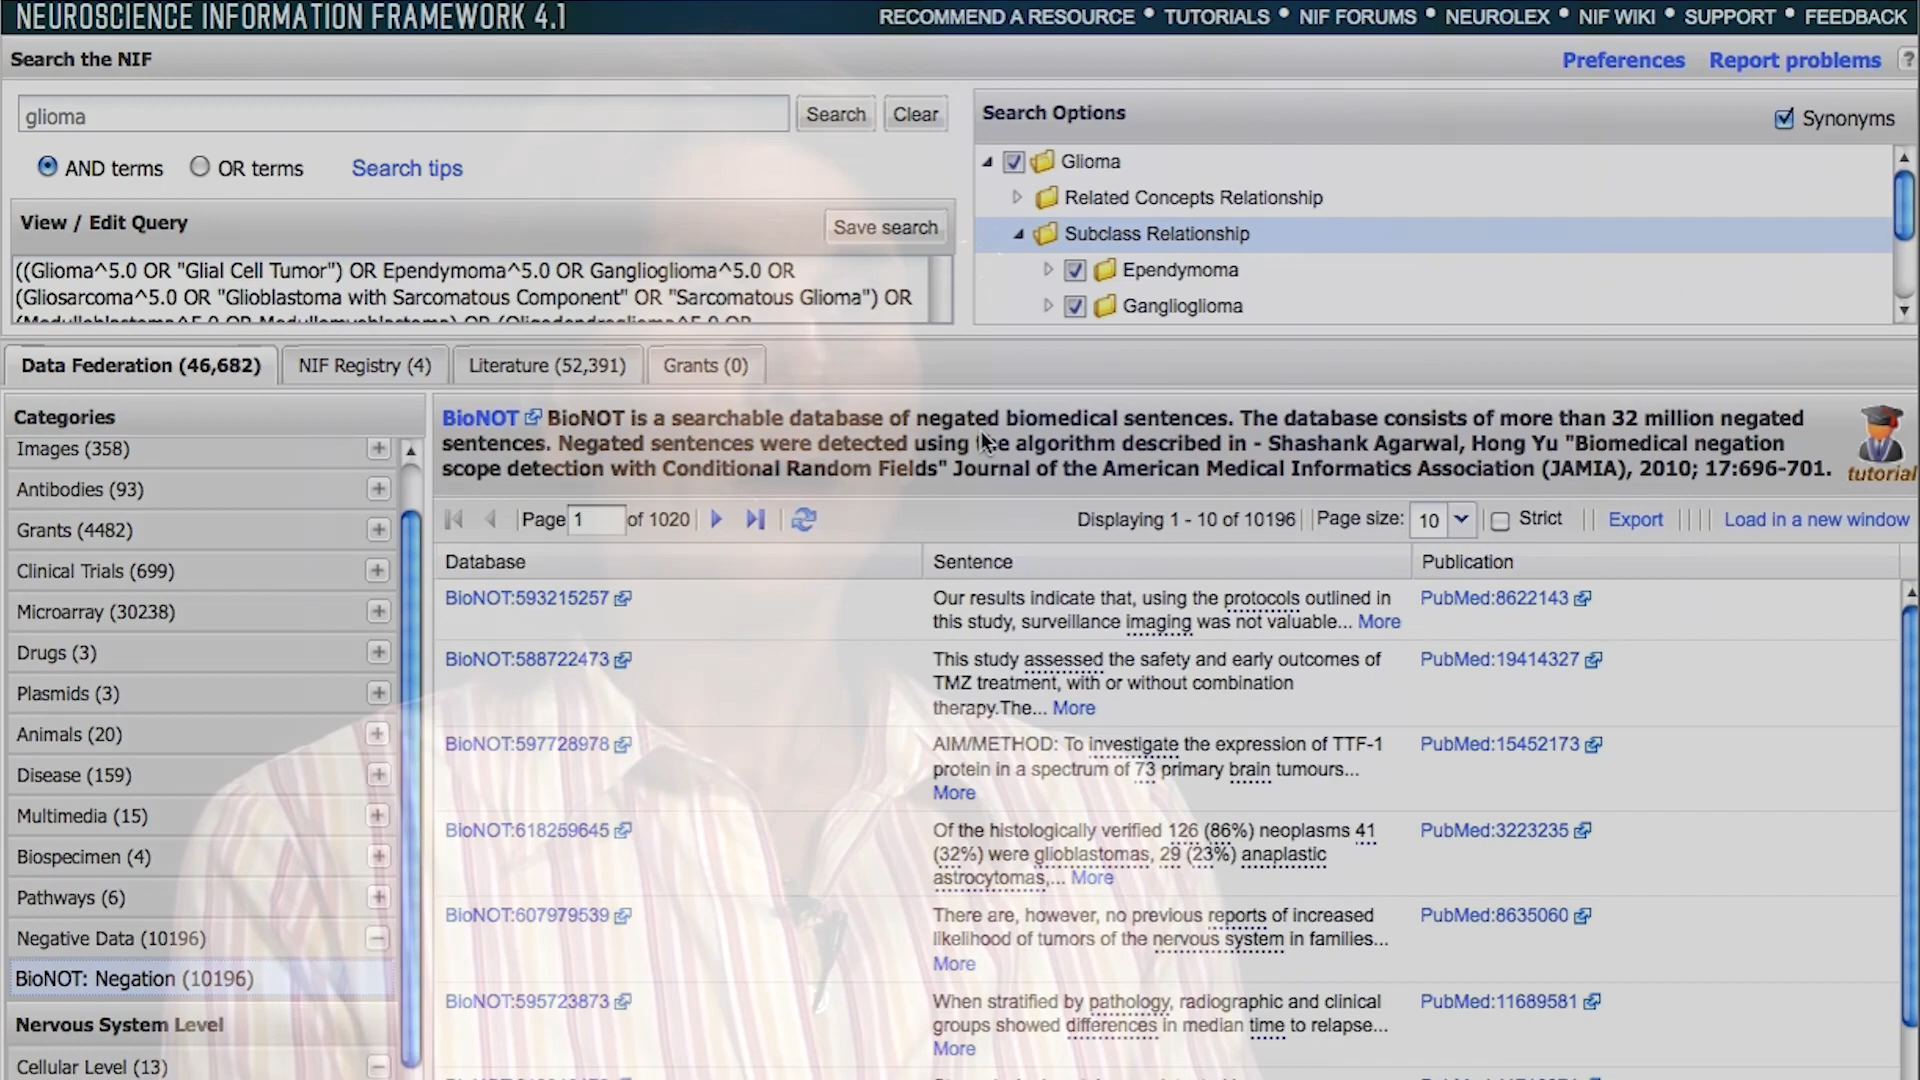 NEUROSCIENCE INFORMATION FRAMEWORK 4.1
RECOMMEND A RESOURCE • TUTORIALS • NIF FORUMS • NEUROLEX • NIF WIKI • SUPPORT • FEEDBACK
Search the NIF
Preferences
Report problems
?
glioma
Search
Clear
AND terms
OR terms
Search tips
View / Edit Query
Save search
((Glioma^5.0 OR "Glial Cell Tumor") OR Ependymoma^5.0 OR Ganglioglioma^5.0 OR
(Gliosarcoma^5.0 OR "Glioblastoma with Sarcomatous Component" OR "Sarcomatous Glioma") OR
Search Options
Synonyms
Glioma
Related Concepts Relationship
Subclass Relationship
Ependymoma
Ganglioglioma
Data Federation (46,682)
NIF Registry (4)
Literature (52,391)
Grants (0)
Categories
Images (358)
Antibodies (93)
Grants (4482)
Clinical Trials (699)
Microarray (30238)
Drugs (3)
Plasmids (3)
Animals (20)
Disease (159)
Multimedia (15)
Biospecimen (4)
Pathways (6)
Negative Data (10196)
BioNOT: Negation (10196)
Nervous System Level
Cellular Level (13)
BioNOT BioNOT is a searchable database of negated biomedical sentences. The database consists of more than 32 million negated
sentences. Negated sentences were detected using the algorithm described in - Shashank Agarwal, Hong Yu "Biomedical negation
scope detection with Conditional Random Fields" Journal of the American Medical Informatics Association (JAMIA), 2010; 17:696-701.
tutorial
Page 1 of 1020
Displaying 1 - 10 of 10196
Page size: 10
Strict
Export
Load in a new window
Database
Sentence
Publication
BioNOT:593215257
Our results indicate that, using the protocols outlined in
this study, surveillance imaging was not valuable... More
PubMed:8622143
BioNOT:588722473
This study assessed the safety and early outcomes of
TMZ treatment, with or without combination
therapy.The... More
PubMed:19414327
BioNOT:597728978
AIM/METHOD: To investigate the expression of TTF-1
protein in a spectrum of 73 primary brain tumours...
More
PubMed:15452173
BioNOT:618259645
Of the histologically verified 126 (86%) neoplasms 41
(32%) were glioblastomas, 29 (23%) anaplastic
astrocytomas,... More
PubMed:3223235
BioNOT:607979539
There are, however, no previous reports of increased
likelihood of tumors of the nervous system in families...
More
PubMed:8635060
BioNOT:595723873
When stratified by pathology, radiographic and clinical
groups showed differences in median time to relapse...
More
PubMed:11689581